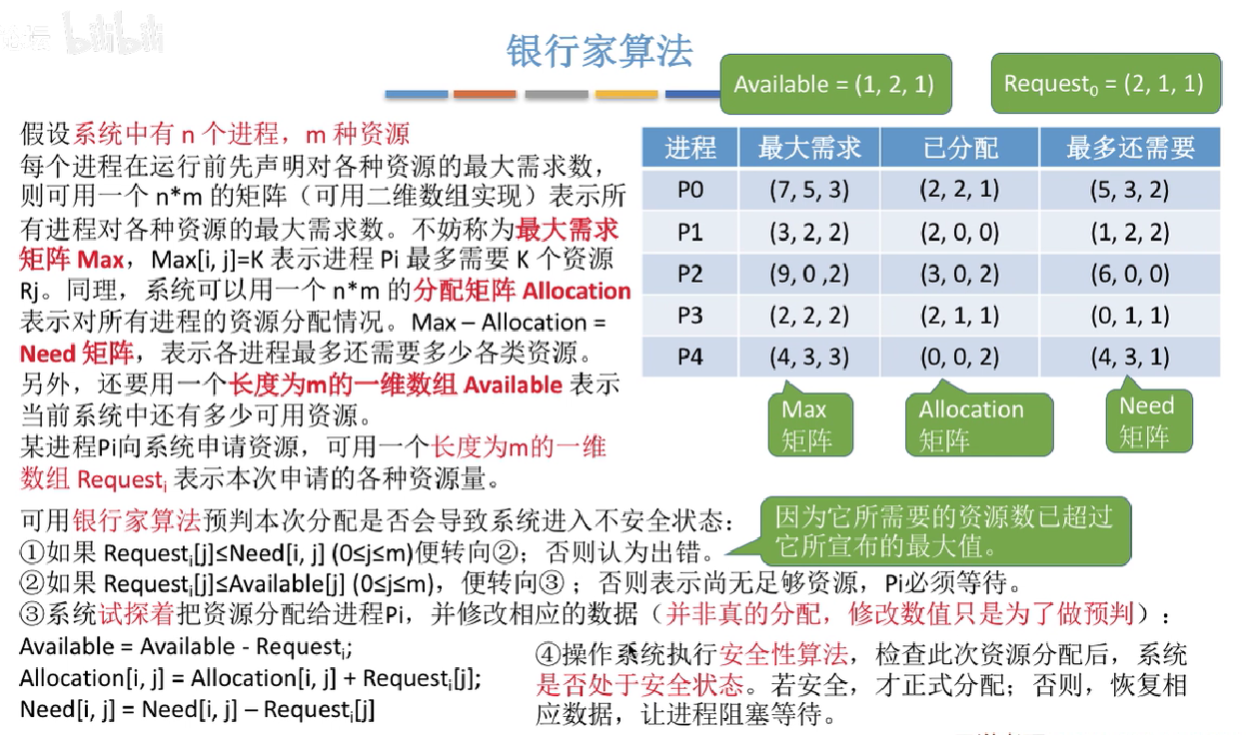 bilibili
银行家算法
Available = (1, 2, 1)
Request0 = (2, 1, 1)
假设系统中有 n 个进程，m 种资源
每个进程在运行前先声明对各种资源的最大需求数，
则可用一个 n*m 的矩阵（可用二维数组实现）表示所
有进程对各种资源的最大需求数。不妨称为最大需求
矩阵 Max，Max[i, j]=K 表示进程 Pi 最多需要 K 个资源
Rj。同理，系统可以用一个 n*m 的分配矩阵 Allocation
表示对所有进程的资源分配情况。Max – Allocation =
Need 矩阵，表示各进程最多还需要多少各类资源。
另外，还要用一个长度为m的一维数组 Available 表示
当前系统中还有多少可用资源。
某进程Pi向系统申请资源，可用一个长度为m的一维
数组 Requesti 表示本次申请的各种资源量。
进程 最大需求 已分配 最多还需要
P0 (7, 5, 3) (2, 2, 1) (5, 3, 2)
P1 (3, 2, 2) (2, 0, 0) (1, 2, 2)
P2 (9, 0 ,2) (3, 0, 2) (6, 0, 0)
P3 (2, 2, 2) (2, 1, 1) (0, 1, 1)
P4 (4, 3, 3) (0, 0, 2) (4, 3, 1)
Max
矩阵
Allocation
矩阵
Need
矩阵
可用银行家算法预判本次分配是否会导致系统进入不安全状态：
①如果 Requesti[j]≤Need[i, j] (0≤j≤m)便转向②；否则认为出错。
因为它所需要的资源数已超过
它所宣布的最大值。
②如果 Requesti[j]≤Available[j] (0≤j≤m)，便转向③ ；否则表示尚无足够资源，Pi必须等待。
③系统试探着把资源分配给进程Pi，并修改相应的数据（并非真的分配，修改数值只是为了做预判）：
Available = Available - Requesti;
Allocation[i, j] = Allocation[i, j] + Requesti[j];
Need[i, j] = Need[i, j] – Requesti[j]
④操作系统执行安全性算法，检查此次资源分配后，系统
是否处于安全状态。若安全，才正式分配；否则，恢复相
应数据，让进程阻塞等待。